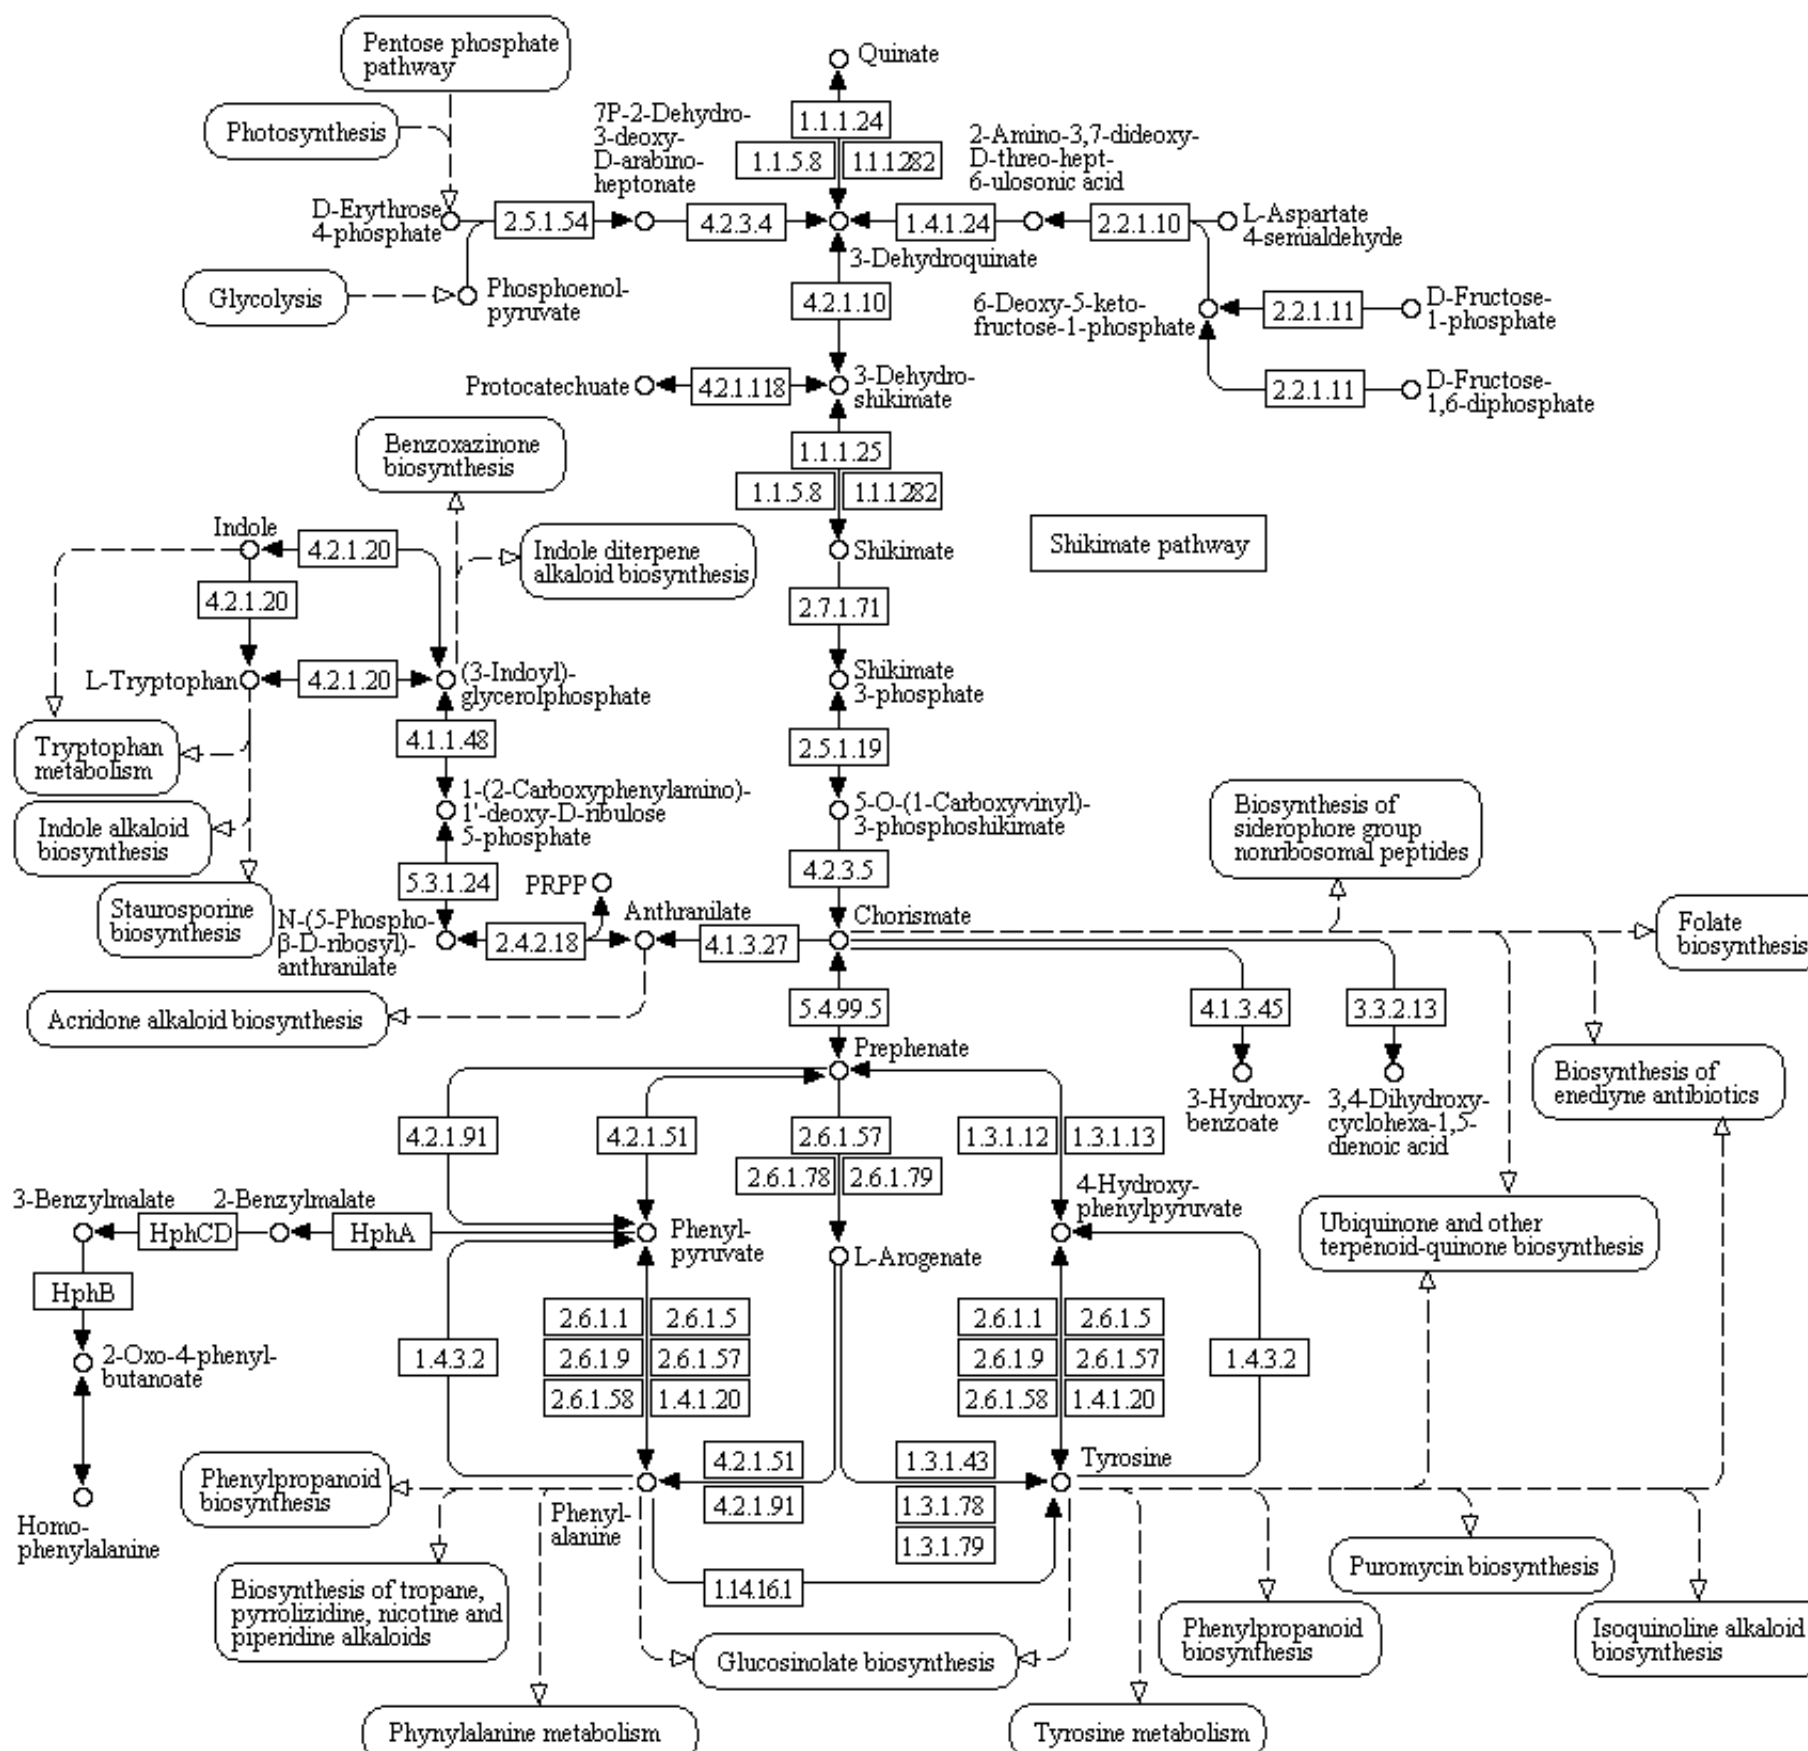 Pentose phosphate
pathway
Quinate
Photosynthesis
7P-2-Dehydro-
3-deoxy-
D-arabino-
heptonate
1.1.1.24
1.1.5.8
1.1.1.282
2-Amino-3,7-dideoxy-
D-threo-hept-
6-ulosonic acid
D-Erythrose
4-phosphate
2.5.1.54
4.2.3.4
1.4.1.24
2.2.1.10
L-Aspartate
4-semialdehyde
3-Dehydroquinate
Glycolysis
Phosphoenol-
pyruvate
4.2.1.10
6-Deoxy-5-keto-
fructose-1-phosphate
2.2.1.11
D-Fructose-
1-phosphate
Protocatechuate
4.2.1.118
3-Dehydro-
shikimate
2.2.1.11
D-Fructose-
1,6-diphosphate
Benzoxazinone
biosynthesis
1.1.1.25
1.1.5.8
1.1.1.282
Indole
4.2.1.20
Indole diterpene
alkaloid biosynthesis
Shikimate
Shikimate pathway
4.2.1.20
2.7.1.71
L-Tryptophan
4.2.1.20
(3-Indoyl)-
glycerolphosphate
Shikimate
3-phosphate
Tryptophan
metabolism
4.1.1.48
2.5.1.19
Indole alkaloid
biosynthesis
1-(2-Carboxyphenylamino)-
1'-deoxy-D-ribulose
5-phosphate
5-O-(1-Carboxyvinyl)-
3-phosphoshikimate
Biosynthesis of
siderophore group
nonribosomal peptides
Staurosporine
biosynthesis
5.3.1.24
PRPP
4.2.3.5
N-(5-Phospho-
β-D-ribosyl)-
anthranilate
2.4.2.18
Anthranilate
4.1.3.27
Chorismate
Folate
biosynthesis
Acridone alkaloid biosynthesis
5.4.99.5
4.1.3.45
3.3.2.13
Prephenate
3-Hydroxy-
benzoate
3,4-Dihydroxy-
cyclohexa-1,5-
dienoic acid
Biosynthesis of
enediyne antibiotics
4.2.1.91
4.2.1.51
2.6.1.57
2.6.1.78
2.6.1.79
1.3.1.12
1.3.1.13
3-Benzylmalate
2-Benzylmalate
HphCD
HphA
Phenyl-
pyruvate
4-Hydroxy-
phenylpyruvate
Ubiquinone and other
terpenoid-quinone biosynthesis
L-Arogenate
HphB
2.6.1.1
2.6.1.5
2.6.1.1
2.6.1.5
2-Oxo-4-phenyl-
butanoate
1.4.3.2
2.6.1.9
2.6.1.57
2.6.1.9
2.6.1.57
1.4.3.2
2.6.1.58
1.4.1.20
2.6.1.58
1.4.1.20
Phenylpropanoid
biosynthesis
4.2.1.51
4.2.1.91
1.3.1.43
1.3.1.78
1.3.1.79
Tyrosine
Homo-
phenylalanine
Phenyl-
alanine
Puromycin biosynthesis
Biosynthesis of tropane,
pyrrolizidine, nicotine and
piperidine alkaloids
1.14.16.1
Glucosinolate biosynthesis
Phenylpropanoid
biosynthesis
Isoquinoline alkaloid
biosynthesis
Phynylalanine metabolism
Tyrosine metabolism